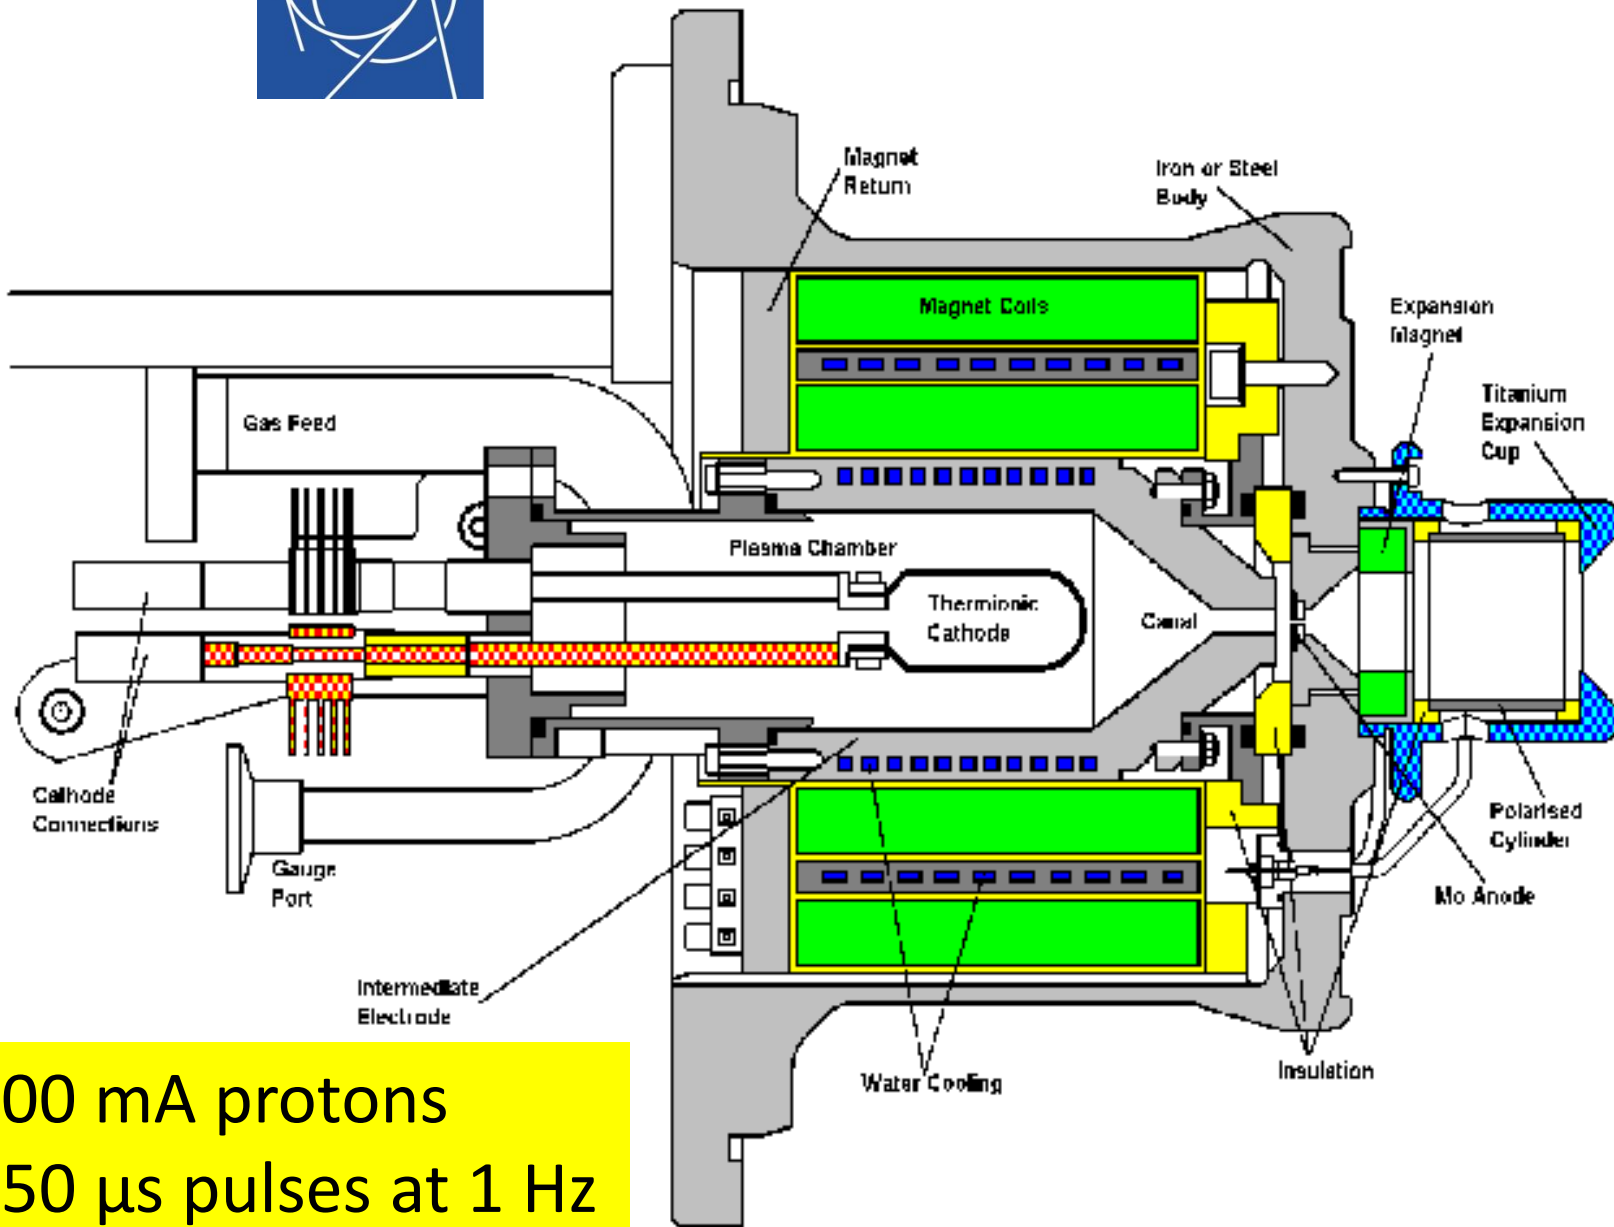 Magnet
Return
Iron or Steel
Body
Magnet Coils
Expansion
Magnet
Titanium
Expansion
Cup
Gas Feed
Plasma Chamber
Thermionic
Cathode
Canal
Cathode
Connections
Gauge
Port
Polarised
Cylinder
Mo Anode
Intermediate
Electrode
Water Cooling
Insulation
00 mA protons
50 μs pulses at 1 Hz